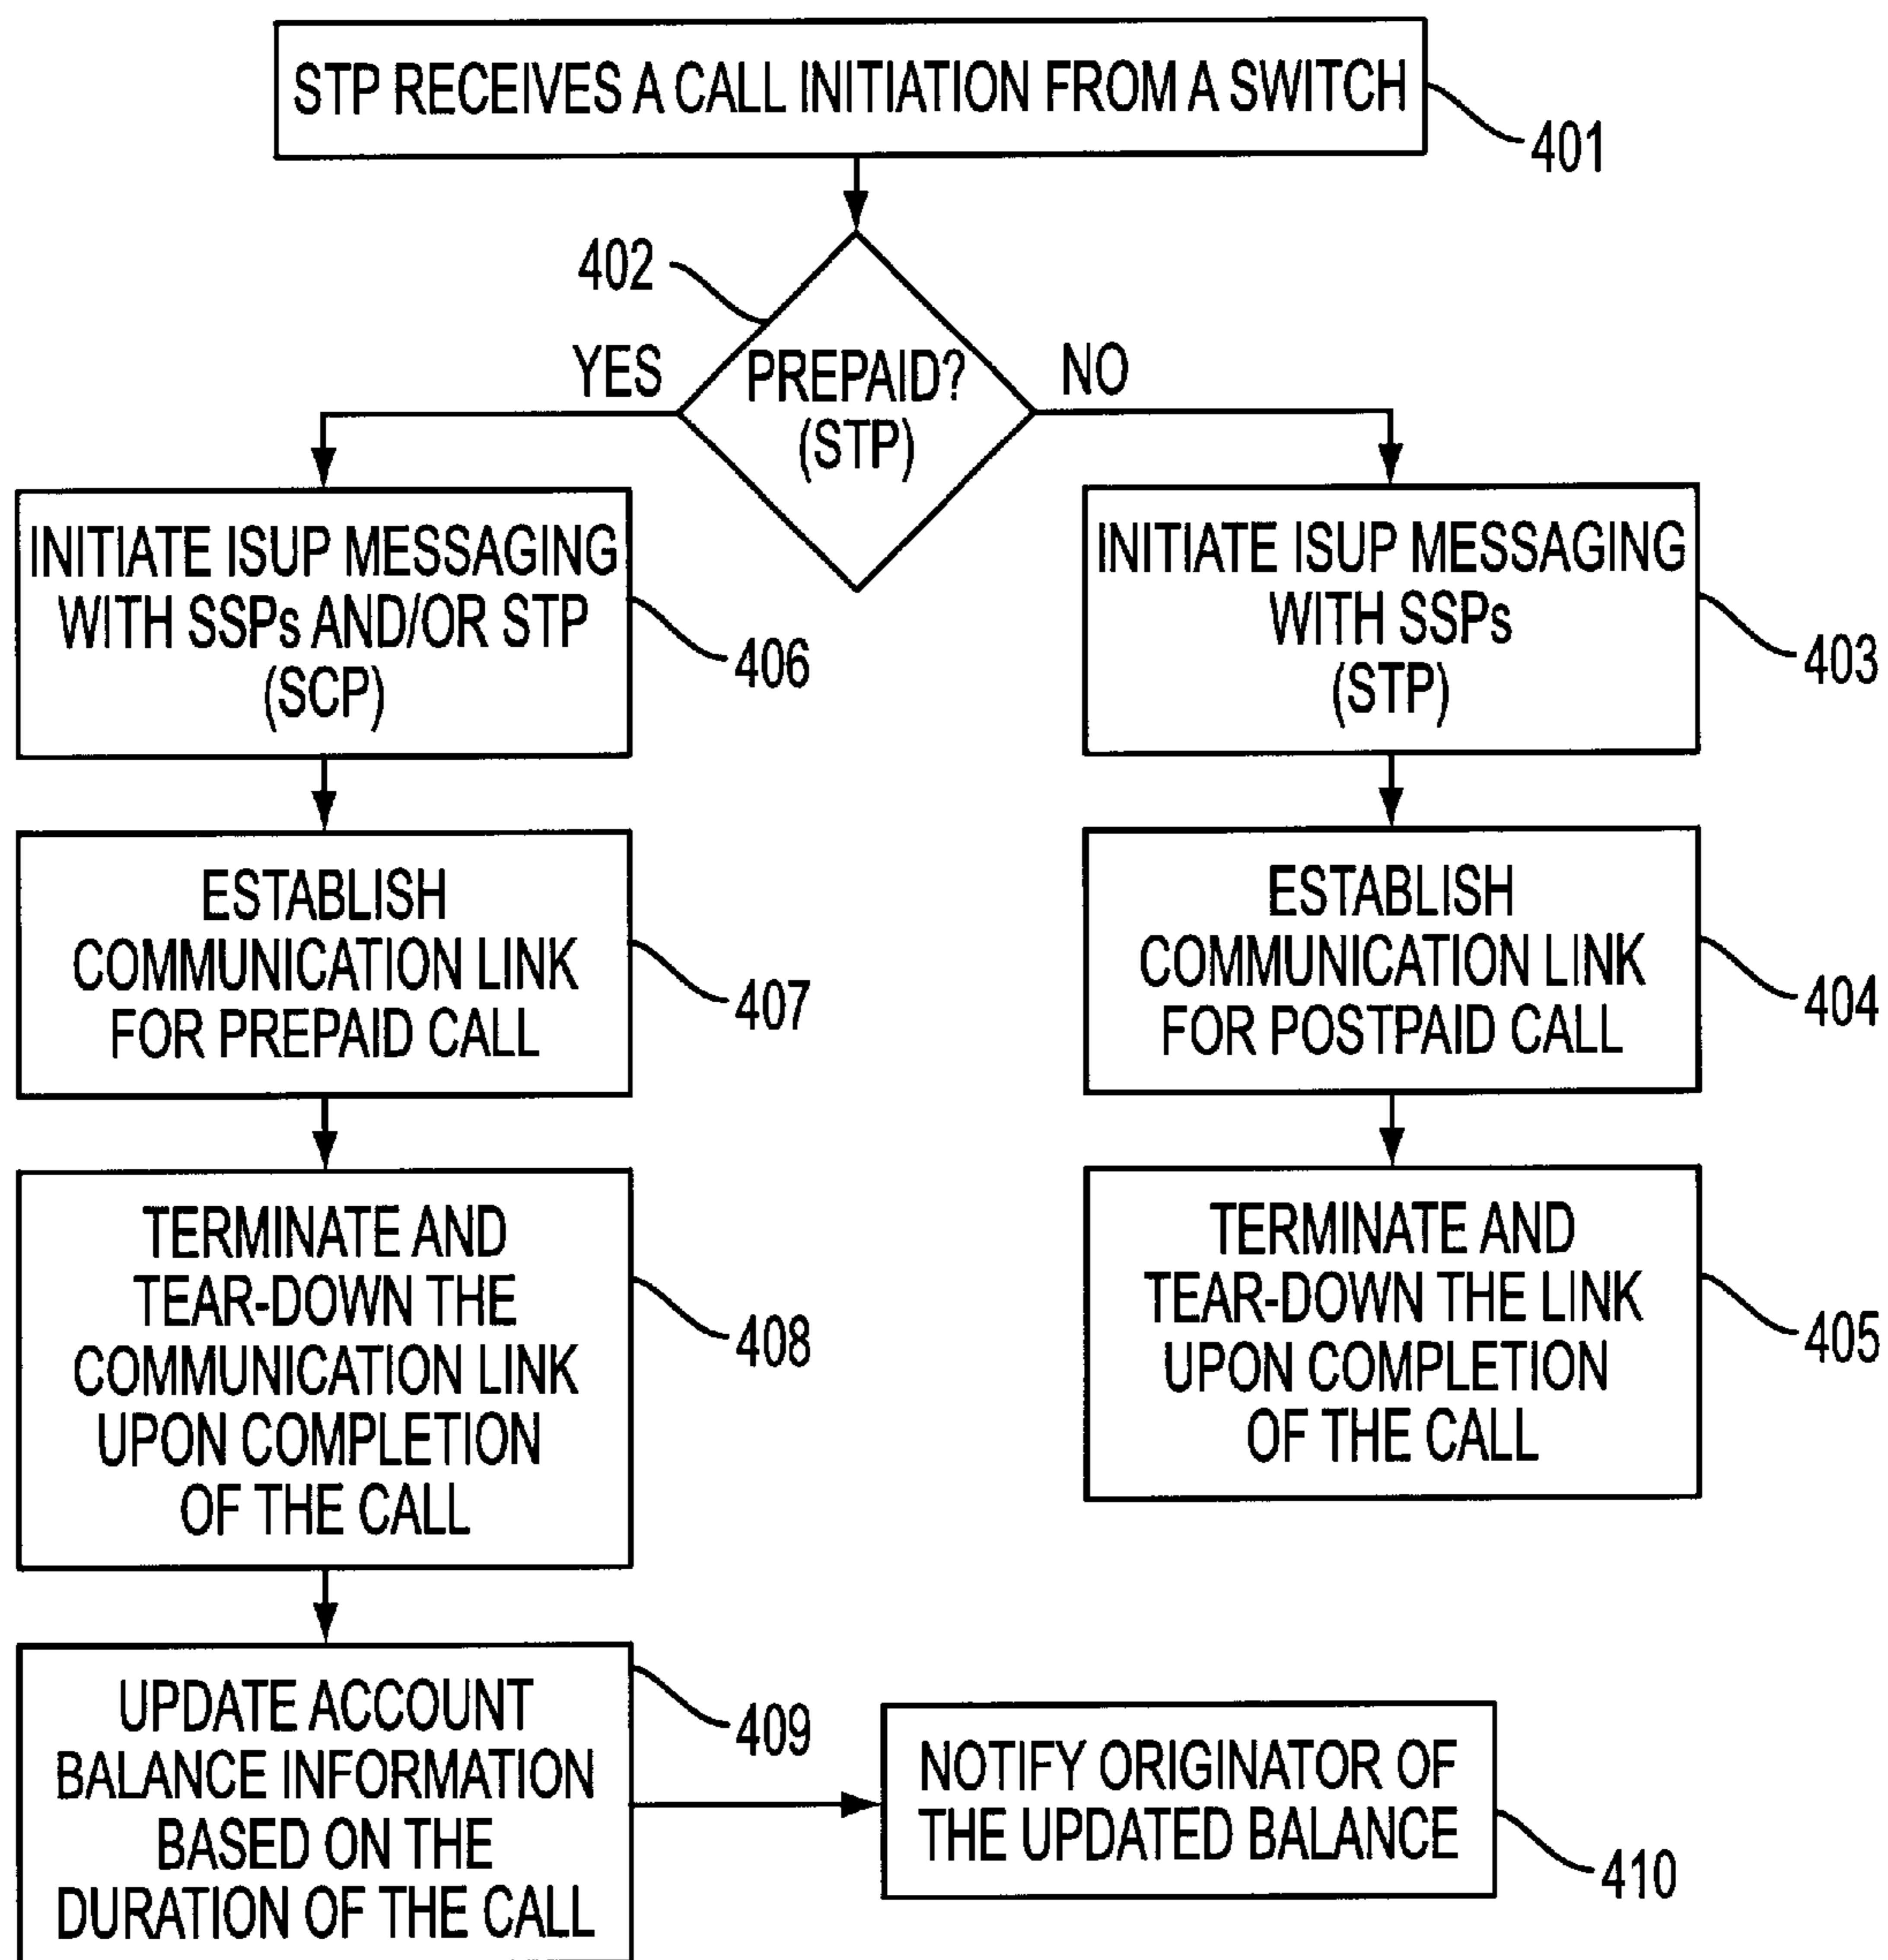 STP RECEIVES A CALL INITIATION FROM A SWITCH
401
402
YES
PREPAID?
(STP)
NO
INITIATE ISUP MESSAGING
WITH SSPs AND/OR STP
(SCP)
406
INITIATE ISUP MESSAGING
WITH SSPs
(STP)
403
ESTABLISH
COMMUNICATION LINK
FOR PREPAID CALL
407
ESTABLISH
COMMUNICATION LINK
FOR POSTPAID CALL
404
TERMINATE AND
TEAR-DOWN THE
COMMUNICATION LINK
UPON COMPLETION
OF THE CALL
408
TERMINATE AND
TEAR-DOWN THE LINK
UPON COMPLETION
OF THE CALL
405
UPDATE ACCOUNT
BALANCE INFORMATION
BASED ON THE
DURATION OF THE CALL
409
NOTIFY ORIGINATOR OF
THE UPDATED BALANCE
410